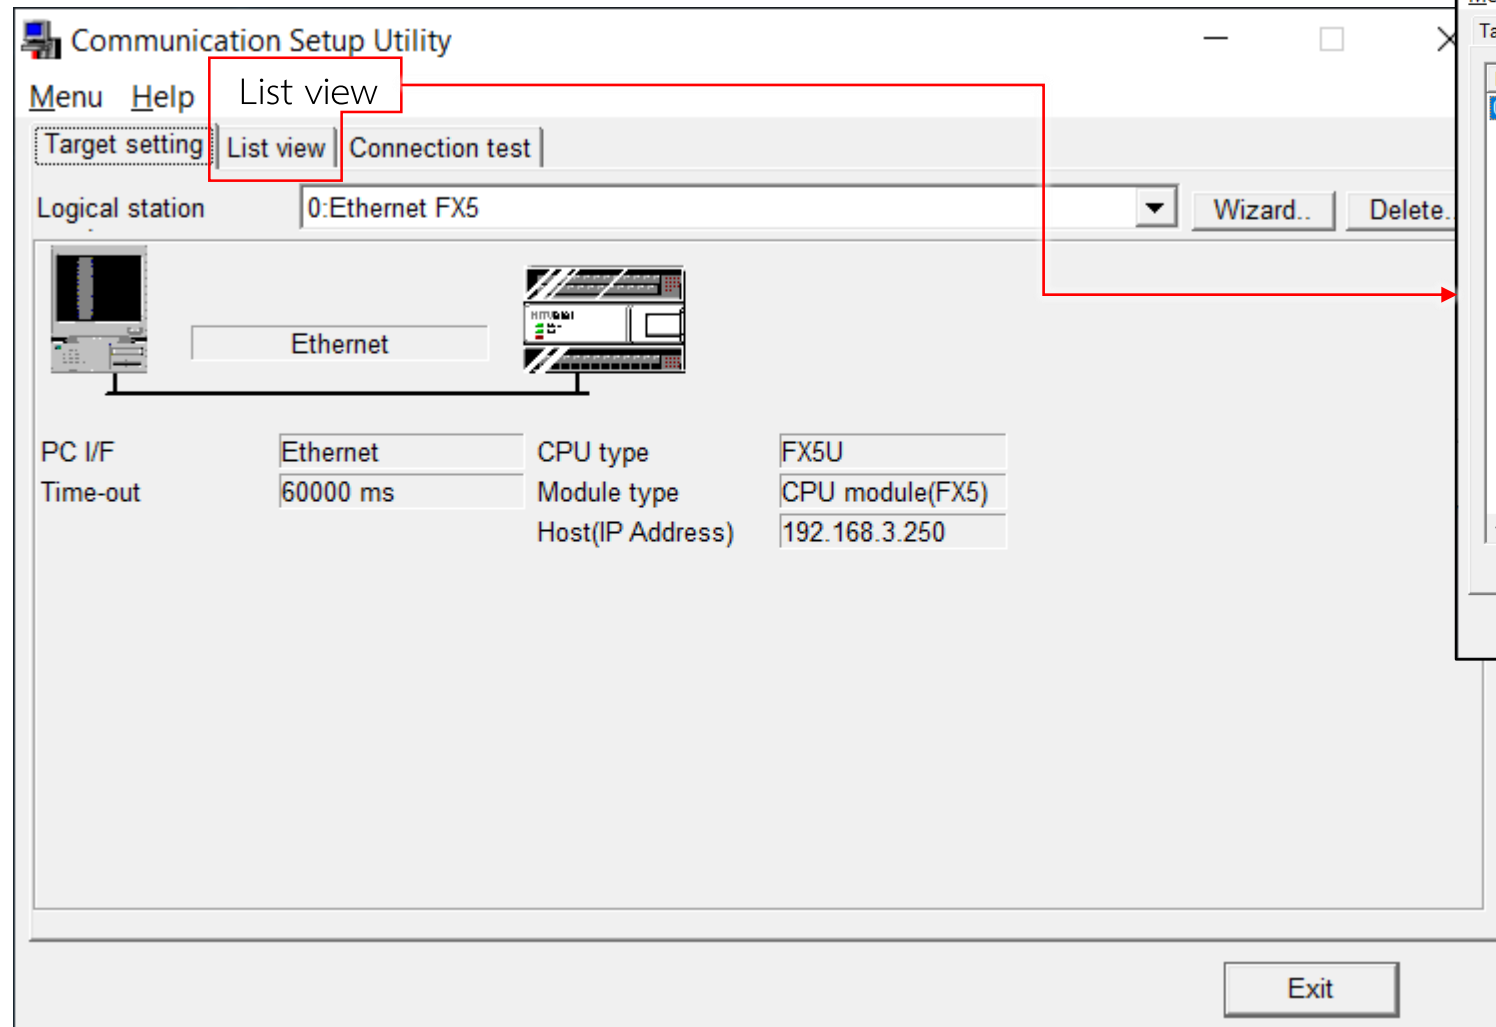 Communication Setup Utility
Menu Help
List view
Target setting List view Connection test
Logical station 0:Ethernet FX5 Wizard.. Delete..
Ethernet
PC I/F Ethernet CPU type FX5U
Time-out 60000 ms Module type CPU module(FX5)
Host(IP Address) 192.168.3.250
Exit